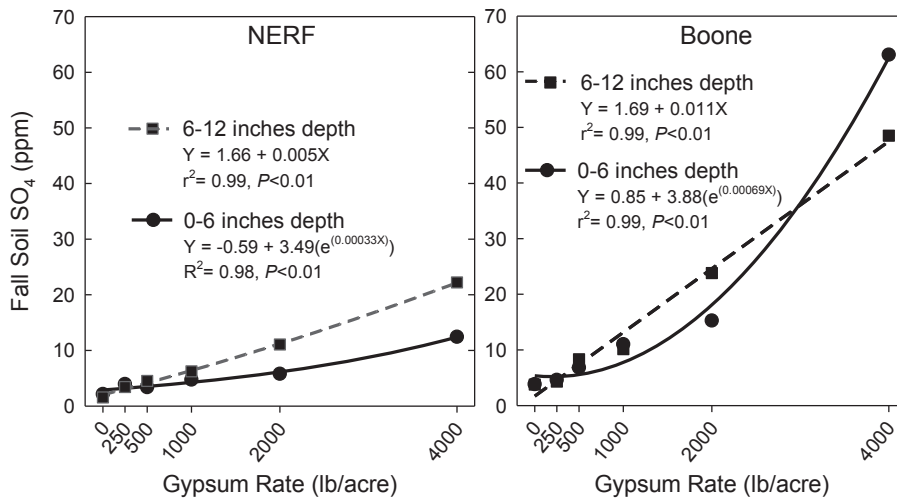 Fall Soil SO4 (ppm)
NERF
70
60
50
40
30
20
10
0
6-12 inches depth
Y = 1.66 + 0.005X
r2= 0.99, P<0.01
0-6 inches depth
Y = -0.59 + 3.49(e(0.00033X))
R2= 0.98, P<0.01
0
250
500
1000
2000
4000
Gypsum Rate (lb/acre)
Boone
70
60
50
40
30
20
10
0
6-12 inches depth
Y = 1.69 + 0.011X
r2= 0.99, P<0.01
0-6 inches depth
Y = 0.85 + 3.88(e(0.00069X))
r2= 0.99, P<0.01
0
250
500
1000
2000
4000
Gypsum Rate (lb/acre)